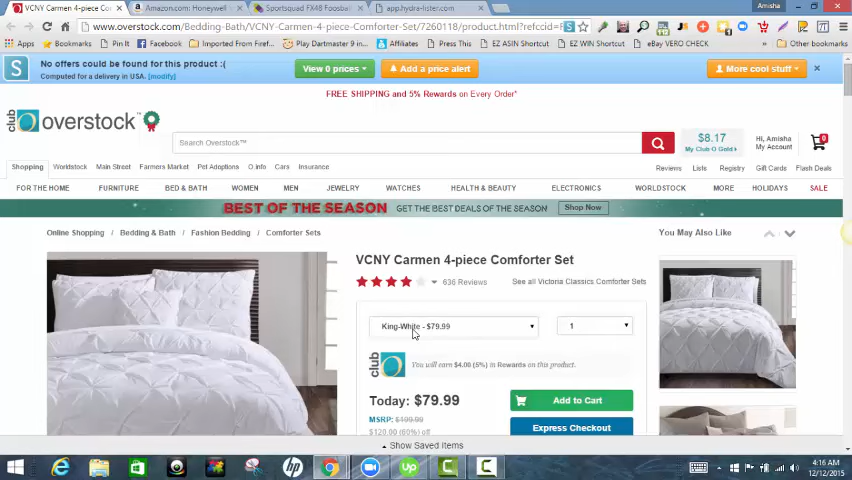 VCNY Carmen 4-piece Co
Amazon.com: Honeywell
Sportsquad FX48 Foosball
app.hydra-lister.com
Amisha
www.overstock.com/Bedding-Bath/VCNY-Carmen-4-piece-Comforter-Set/7260118/product.html?refccid=
Apps
Bookmarks
Facebook
Imported From Firef
Play Dartmaster 9 in
Affiliates
Press This
EZ ASIN Shortcut
EZ WIN Shortcut
eBay VERO CHECK
Other bookmarks
S
No offers could be found for this product :(
Computed for a delivery in USA. [modify]
View 0 prices
Add a price alert
More cool stuff
FREE SHIPPING and 5% Rewards on Every Order*
club O overstock
Search Overstock™
$8.17
My Club O Gold
Hi, Amisha
My Account
0
Shopping
Worldstock
Main Street
Farmers Market
Pet Adoptions
O.info
Cars
Insurance
Reviews
Lists
Registry
Gift Cards
Flash Deals
FOR THE HOME
FURNITURE
BED & BATH
WOMEN
MEN
JEWELRY
WATCHES
HEALTH & BEAUTY
ELECTRONICS
WORLDSTOCK
MORE
HOLIDAYS
SALE
BEST OF THE SEASON
GET THE BEST DEALS OF THE SEASON
Shop Now
Online Shopping > Bedding & Bath > Fashion Bedding > Comforter Sets
You May Also Like
VCNY Carmen 4-piece Comforter Set
636 Reviews
See all Victoria Classics Comforter Sets
King-White - $79.99
1
club O
You will earn $4.00 (5%) in Rewards on this product.
Today: $79.99
Add to Cart
MSRP: $199.99
$120.00 (60%) off
Express Checkout
Show Saved Items
hp
Up
4:16 AM
12/12/2015